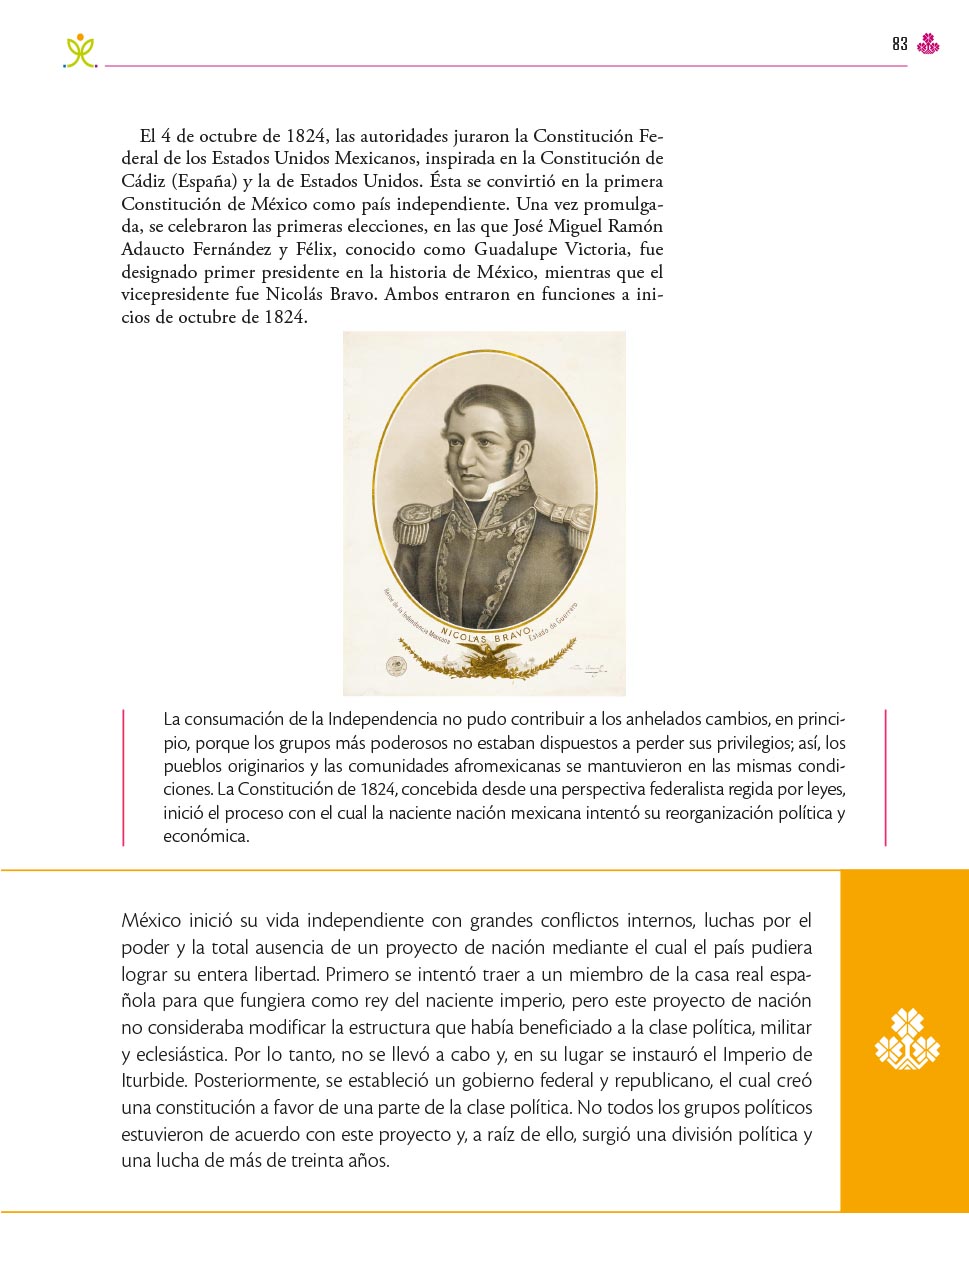 83
El 4 de octubre de 1824, las autoridades juraron la Constitución Fe-
deral de los Estados Unidos Mexicanos, inspirada en la Constitución de
Cádiz (España) y la de Estados Unidos. Ésta se convirtió en la primera
Constitución de México como país independiente. Una vez promulga-
da, se celebraron las primeras elecciones, en las que José Miguel Ramón
Adaucto Fernández y Félix, conocido como Guadalupe Victoria, fue
designado primer presidente en la historia de México, mientras que el
vicepresidente fue Nicolás Bravo. Ambos entraron en funciones a ini-
cios de octubre de 1824.
NICOLAS BRAVO,
Estado de Guerrero
La consumación de la Independencia no pudo contribuir a los anhelados cambios, en princi-
pio, porque los grupos más poderosos no estaban dispuestos a perder sus privilegios; así, los
pueblos originarios y las comunidades afromexicanas se mantuvieron en las mismas condi-
ciones. La Constitución de 1824, concebida desde una perspectiva federalista regida por leyes,
inició el proceso con el cual la naciente nación mexicana intentó su reorganización política y
económica.
México inició su vida independiente con grandes conflictos internos, luchas por el
poder y la total ausencia de un proyecto de nación mediante el cual el país pudiera
lograr su entera libertad. Primero se intentó traer a un miembro de la casa real espa-
ñola para que fungiera como rey del naciente imperio, pero este proyecto de nación
no consideraba modificar la estructura que había beneficiado a la clase política, militar
y eclesiástica. Por lo tanto, no se llevó a cabo y, en su lugar se instauró el Imperio de
Iturbide. Posteriormente, se estableció un gobierno federal y republicano, el cual creó
una constitución a favor de una parte de la clase política. No todos los grupos políticos
estuvieron de acuerdo con este proyecto y, a raíz de ello, surgió una división política y
una lucha de más de treinta años.